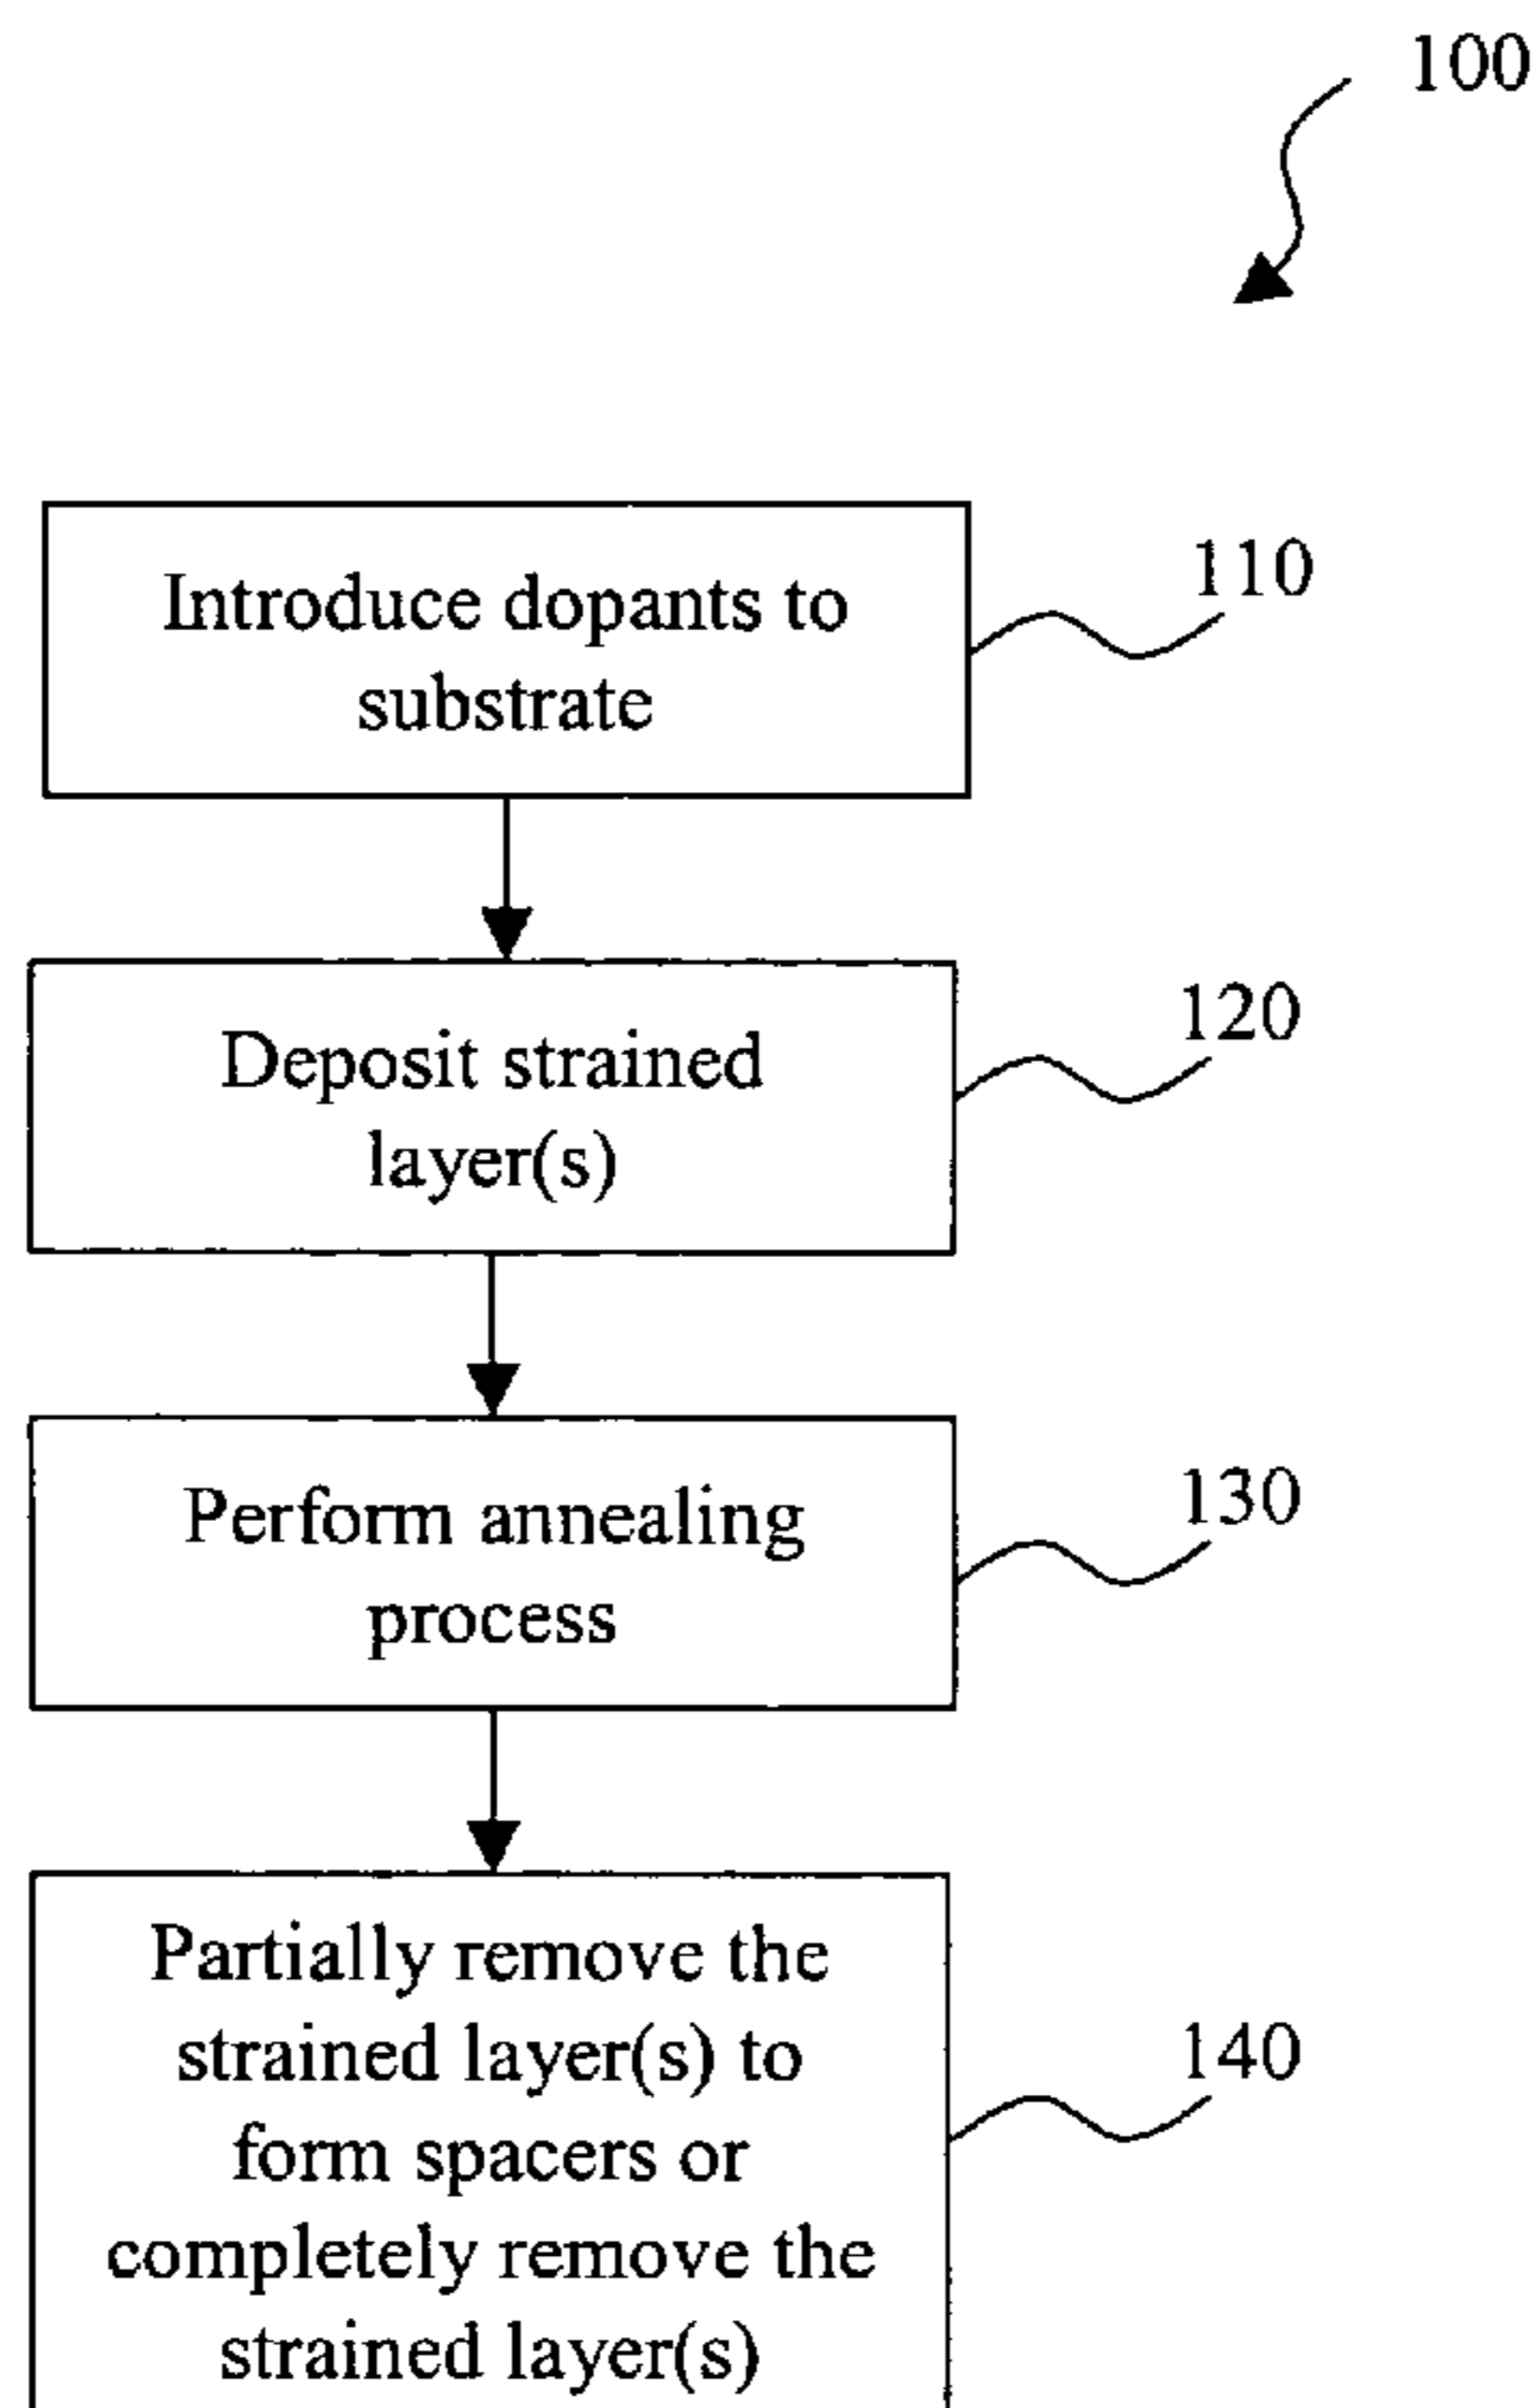 100
Introduce dopants to
substrate
110
Deposit strained
layer(s)
120
Perform annealing
process
130
Partially remove the
strained layer(s) to
form spacers or
completely remove the
strained layer(s)
140